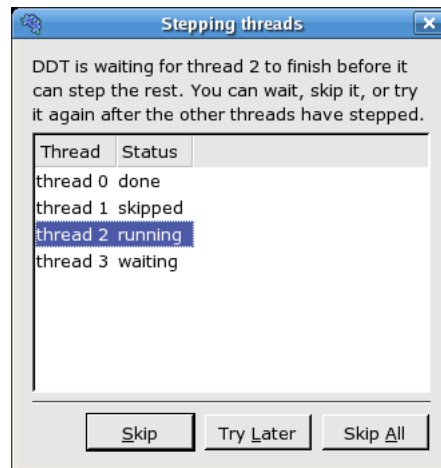 Stepping threads
DDT is waiting for thread 2 to finish before it
can step the rest. You can wait, skip it, or try
it again after the other threads have stepped.
Thread Status
thread 0 done
thread 1 skipped
thread 2 running
thread 3 waiting
Skip Try Later Skip All